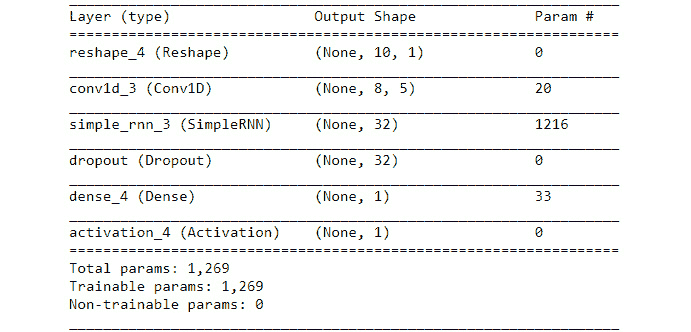 Layer (type) Output Shape Param #
reshape_4 (Reshape) (None, 10, 1) 0
conv1d_3 (Conv1D) (None, 8, 5) 20
simple_rnn_3 (SimpleRNN) (None, 32) 1216
dropout (Dropout) (None, 32) 0
dense_4 (Dense) (None, 1) 33
activation_4 (Activation) (None, 1) 0
Total params: 1,269
Trainable params: 1,269
Non-trainable params: 0